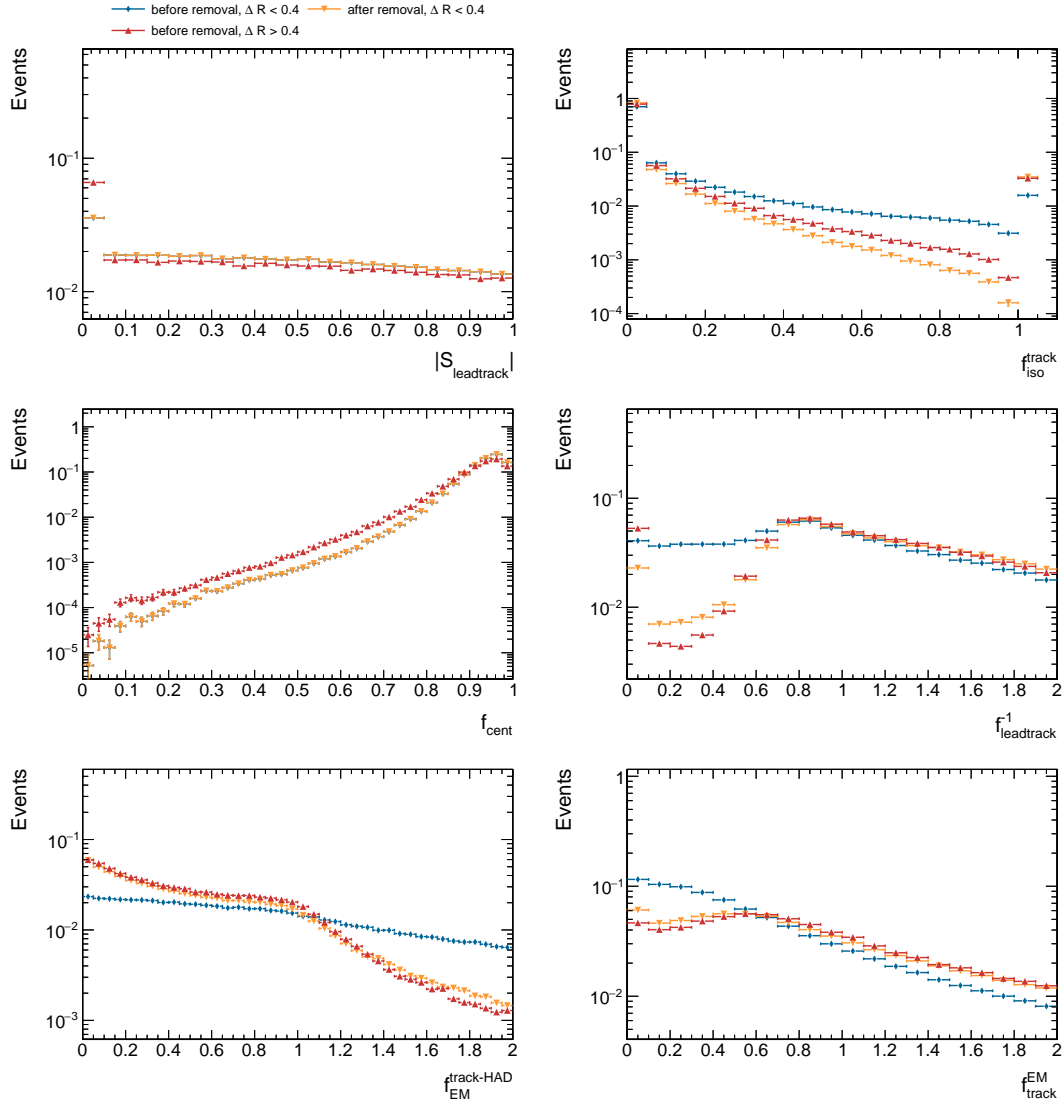 before removal, Δ R < 0.4 after removal, Δ R < 0.4
before removal, Δ R > 0.4
Events
10⁻¹
10⁻²
0 0.1 0.2 0.3 0.4 0.5 0.6 0.7 0.8 0.9 1
|S_leadtrack|
Events
1
10⁻¹
10⁻²
10⁻³
10⁻⁴
0 0.2 0.4 0.6 0.8 1
f_iso^track
Events
1
10⁻¹
10⁻²
10⁻³
10⁻⁴
10⁻⁵
0 0.1 0.2 0.3 0.4 0.5 0.6 0.7 0.8 0.9 1
f_cent
Events
10⁻¹
10⁻²
0 0.2 0.4 0.6 0.8 1 1.2 1.4 1.6 1.8 2
f_leadtrack^-1
Events
10⁻¹
10⁻²
10⁻³
0 0.2 0.4 0.6 0.8 1 1.2 1.4 1.6 1.8 2
f_EM^track-HAD
Events
1
10⁻¹
10⁻²
0 0.2 0.4 0.6 0.8 1 1.2 1.4 1.6 1.8 2
f_track^EM